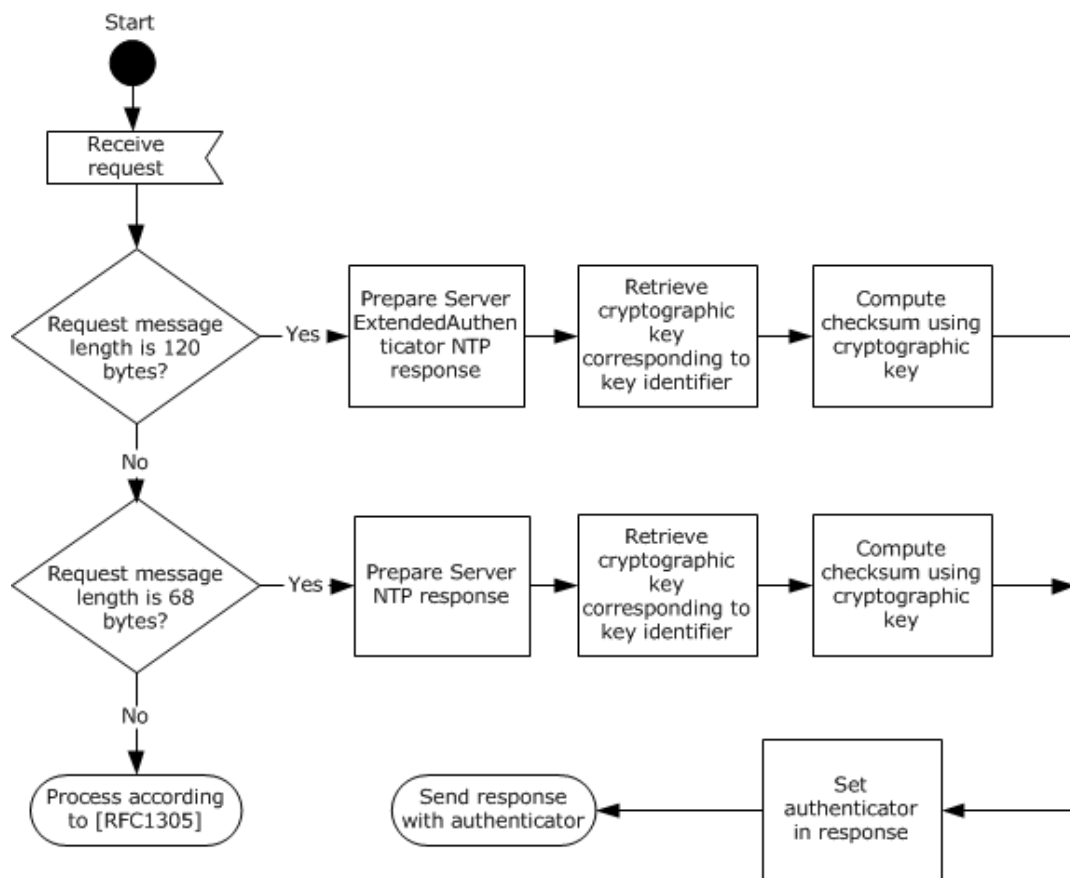 Start
Receive
request
Request message
length is 120
bytes?
Yes
Prepare Server
ExtendedAuthen
ticator NTP
response
Retrieve
cryptographic
key
corresponding to
key identifier
Compute
checksum using
cryptographic
key
No
Request message
length is 68
bytes?
Yes
Prepare Server
NTP response
Retrieve
cryptographic
key
corresponding to
key identifier
Compute
checksum using
cryptographic
key
No
Process according
to [RFC1305]
Send response
with authenticator
Set
authenticator
in response